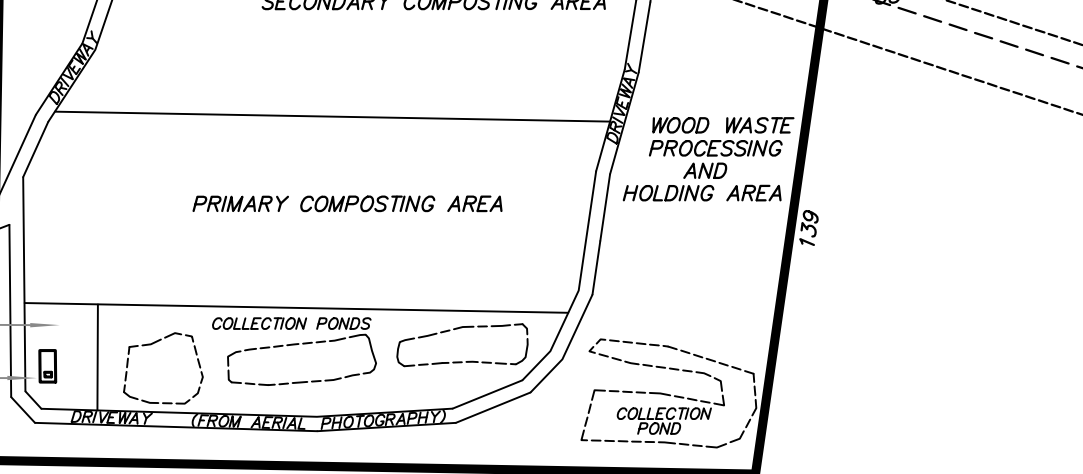 SECONDARY COMPOSTING AREA
DRIVEWAY
DRIVEWAY
WOOD WASTE
PROCESSING
AND
HOLDING AREA
PRIMARY COMPOSTING AREA
139
COLLECTION PONDS
COLLECTION
POND
DRIVEWAY (FROM AERIAL PHOTOGRAPHY)